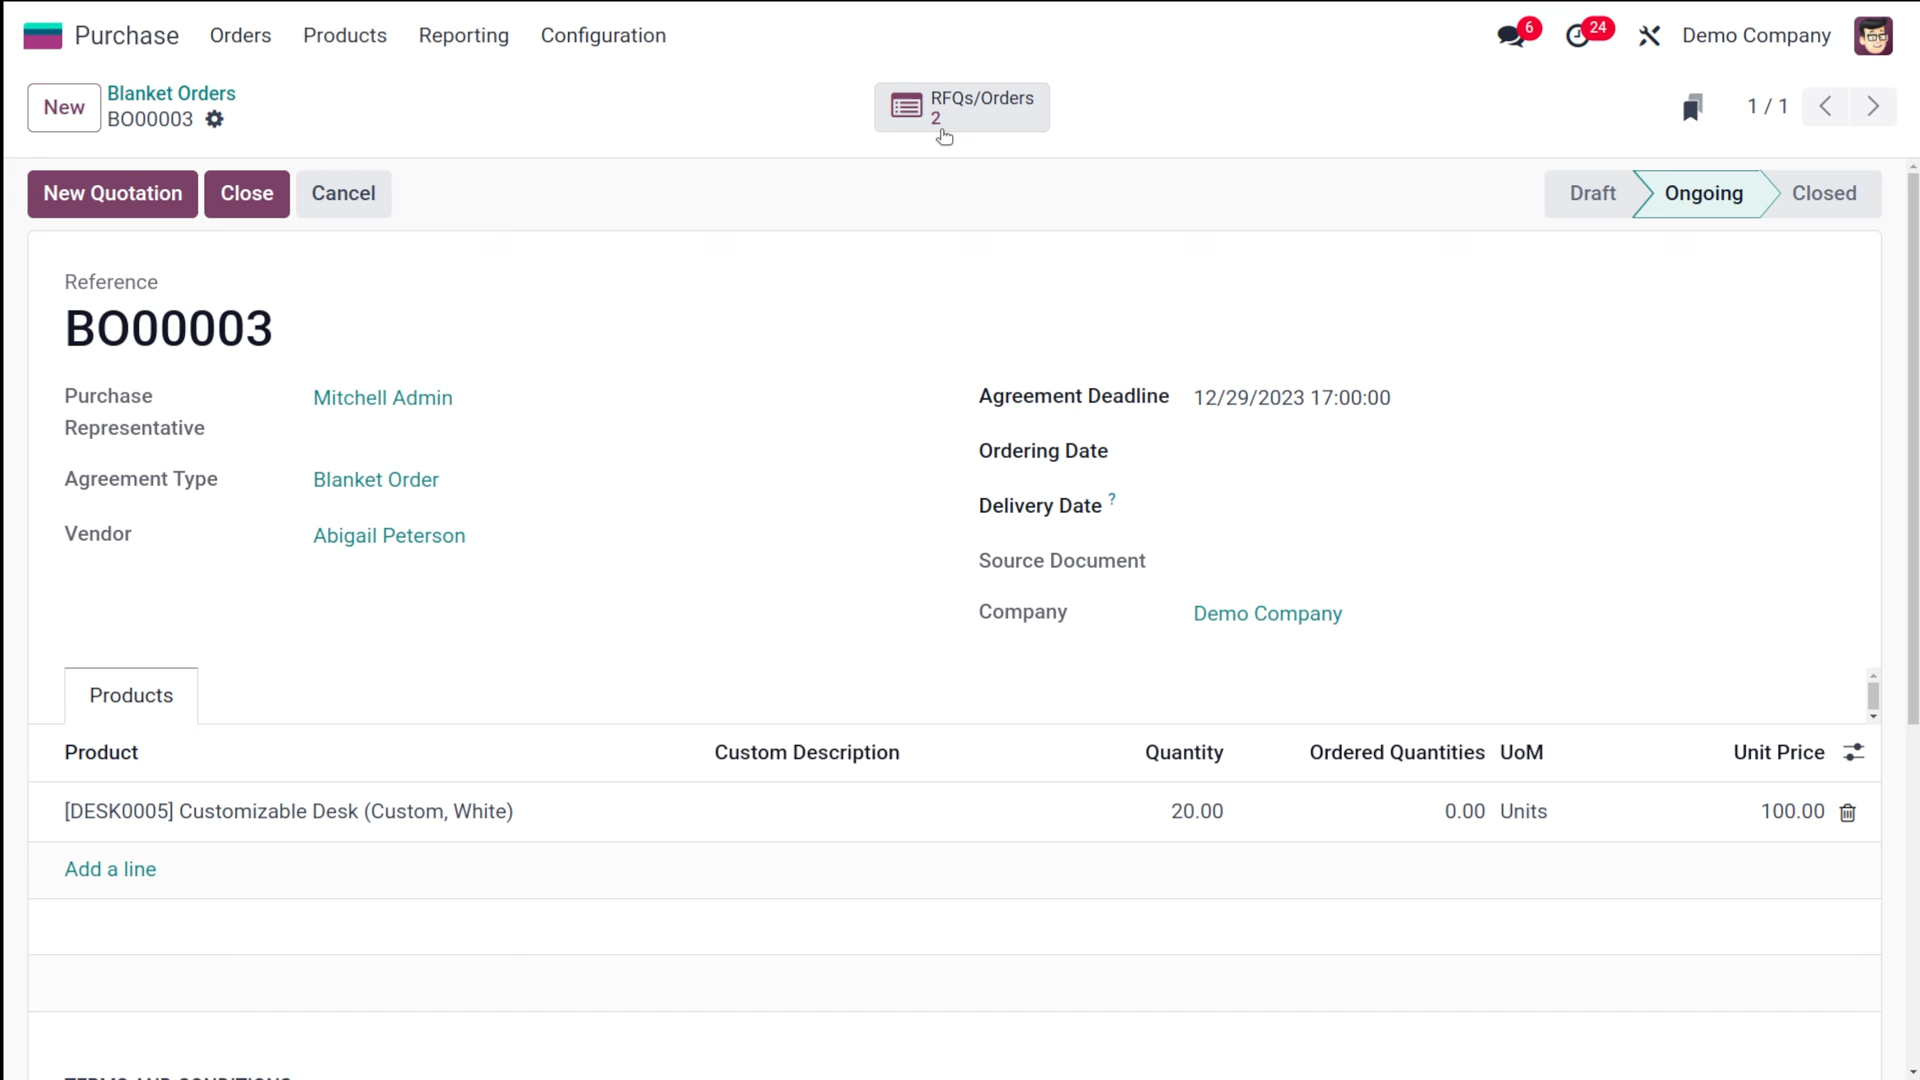 Purchase Orders Products Reporting Configuration 6 24 Demo Company
New Blanket Orders
BO00003
RFQs/Orders
2
1 / 1
New Quotation Close Cancel Draft Ongoing Closed
Reference
BO00003
Purchase Representative Mitchell Admin
Agreement Type Blanket Order
Vendor Abigail Peterson
Agreement Deadline 12/29/2023 17:00:00
Ordering Date
Delivery Date ?
Source Document
Company Demo Company
Products
Product Custom Description Quantity Ordered Quantities UoM Unit Price
[DESK0005] Customizable Desk (Custom, White) 20.00 0.00 Units 100.00
Add a line
TERMS AND CONDITIONS